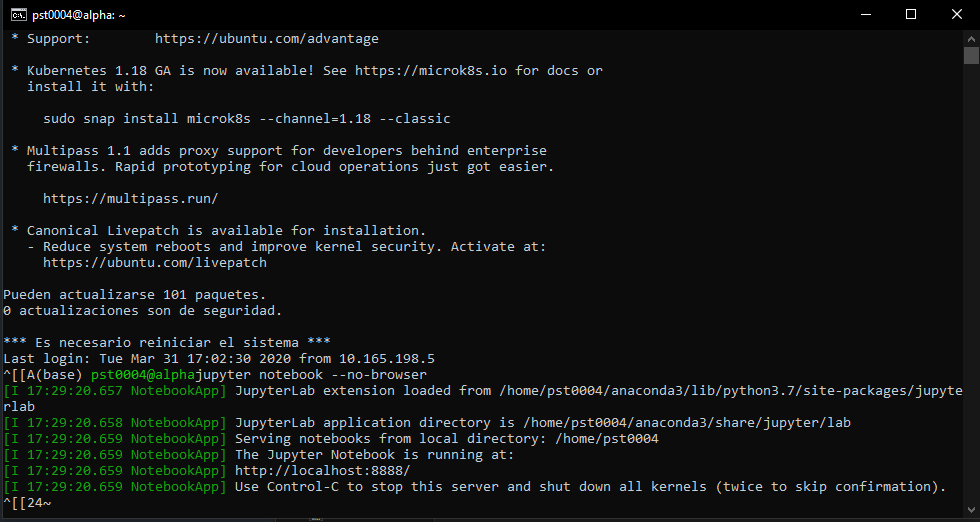 pst0004@alpha: ~
* Support:        https://ubuntu.com/advantage
* Kubernetes 1.18 GA is now available! See https://microk8s.io for docs or
install it with:
sudo snap install microk8s --channel=1.18 --classic
* Multipass 1.1 adds proxy support for developers behind enterprise
firewalls. Rapid prototyping for cloud operations just got easier.
https://multipass.run/
* Canonical Livepatch is available for installation.
- Reduce system reboots and improve kernel security. Activate at:
https://ubuntu.com/livepatch
Pueden actualizarse 101 paquetes.
0 actualizaciones son de seguridad.
*** Es necesario reiniciar el sistema ***
Last login: Tue Mar 31 17:02:30 2020 from 10.165.198.5
^[[A(base) pst0004@alphajupyter notebook --no-browser
[I 17:29:20.657 NotebookApp] JupyterLab extension loaded from /home/pst0004/anaconda3/lib/python3.7/site-packages/jupyte
rlab
[I 17:29:20.658 NotebookApp] JupyterLab application directory is /home/pst0004/anaconda3/share/jupyter/lab
[I 17:29:20.659 NotebookApp] Serving notebooks from local directory: /home/pst0004
[I 17:29:20.659 NotebookApp] The Jupyter Notebook is running at:
[I 17:29:20.659 NotebookApp] http://localhost:8888/
[I 17:29:20.659 NotebookApp] Use Control-C to stop this server and shut down all kernels (twice to skip confirmation).
^[[24~